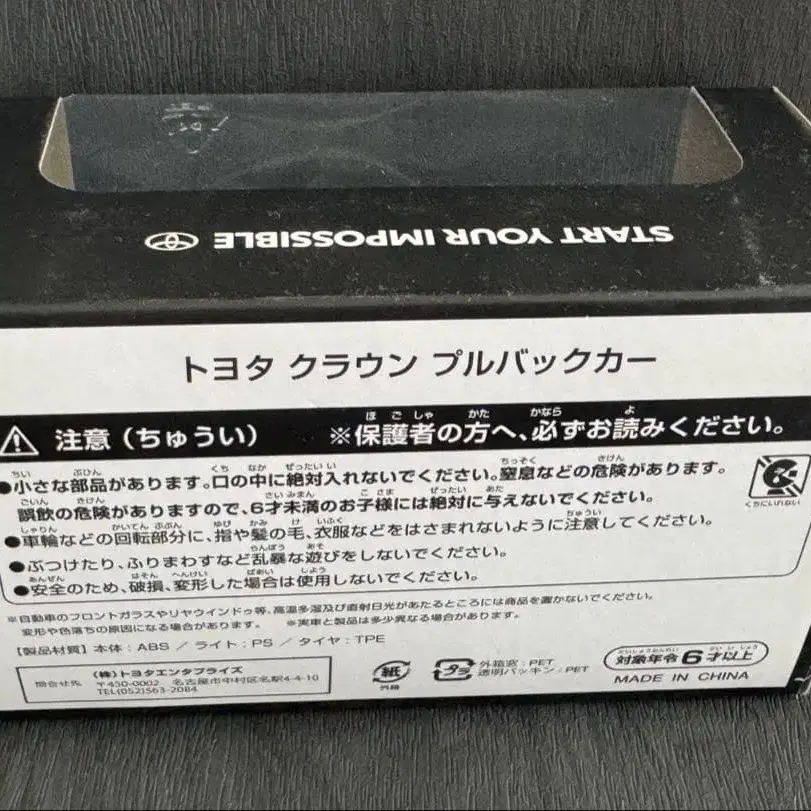 START YOUR IMPOSSIBLE
トヨタ クラウン プルバックカー
注意（ちゅうい） ※保護者の方へ、必ずお読みください。
●小さな部品があります。口の中に絶対入れないでください。窒息などの危険があります。
誤飲の危険がありますので、6才未満のお子様には絶対に与えないでください。
●車輪などの回転部分に、指や髪の毛、衣服などをはさまれないように注意してください。
●ぶつけたり、ふりまわすなど乱暴な遊びをしないでください。
●安全のため、破損、変形した場合は使用しないでください。
くちにいれない
※自動車のフロントガラスやリヤウインドゥ等、高温多湿及び直射日光があたるところには商品を置かないでください。
変形や色落ちの原因になる場合があります。 ※実車と製品は多少異なる場合があります。
【製品材質】本体：ABS ／ ライト：PS ／ タイヤ：TPE
問合せ先
（株）トヨタエンタプライズ
〒450-0002 名古屋市中村区名駅4-4-10
TEL(052)563-2084
紙
外箱
プラ
外箱窓：PET
透明パッキン：PET
対象年令6才以上
MADE IN CHINA